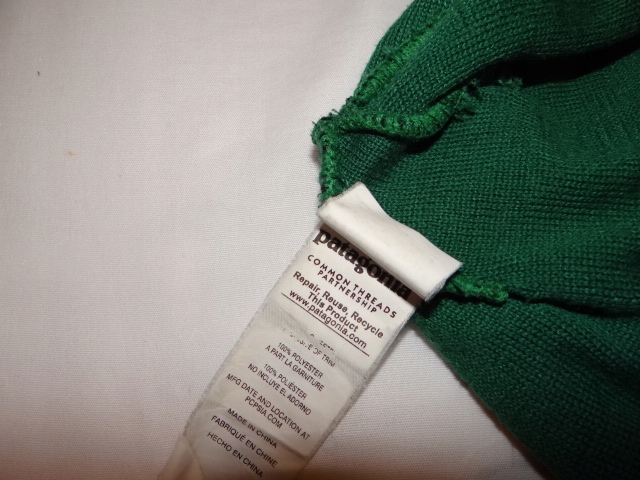 patagonia
COMMON THREADS
PARTNERSHIP
Repair, Reuse, Recycle
This Product
www.patagonia.com
OF TRIM
100% POLYESTER
A PART LA GARNITURE
100% POLIESTER
NO INCLUYE EL ADORNO
MFG DATE AND LOCATION AT
PCPSIA.COM
MADE IN CHINA
FABRIQUÉ EN CHINE
HECHO EN CHINA